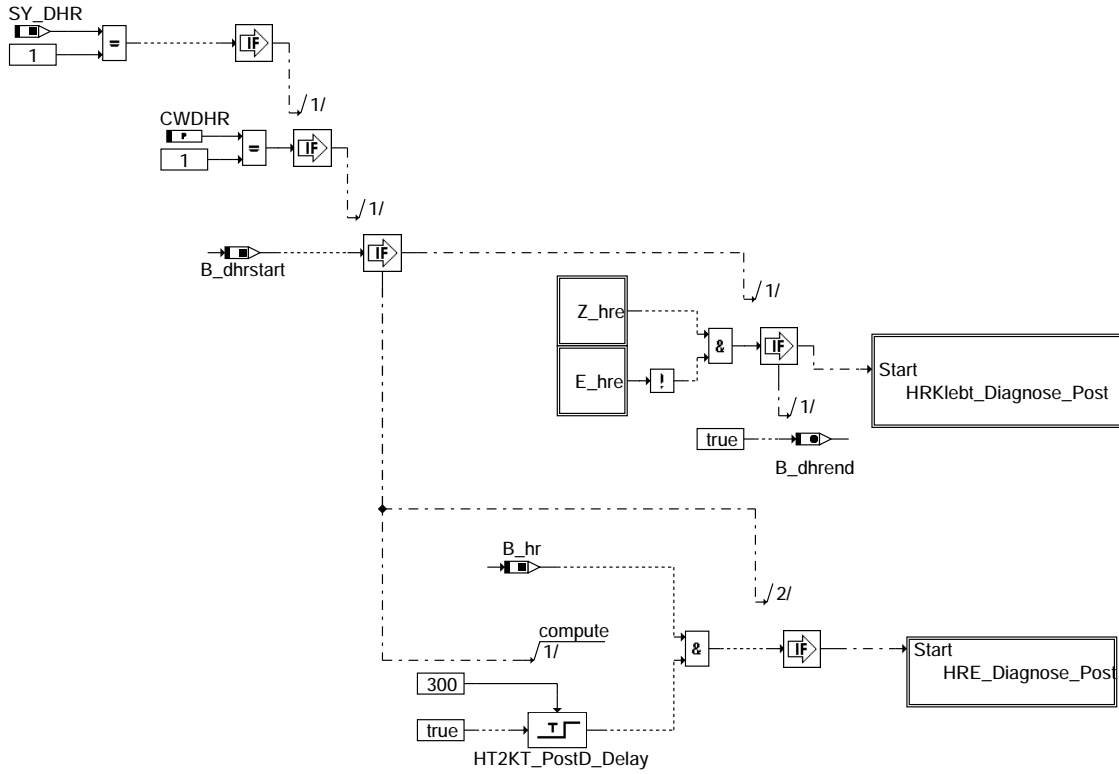 SY_DHR
IF
1
=
/1/
CWDHR
P
IF
1
=
/1/
IF
B_dhrstart
/1/
Z_hre
&
IF
E_hre
!
Start
HRKlebt_Diagnose_Post
/1/
true
B_dhrend
B_hr
/2/
compute
1/
&
IF
Start
HRE_Diagnose_Post
300
T
true
HT2KT_PostD_Delay